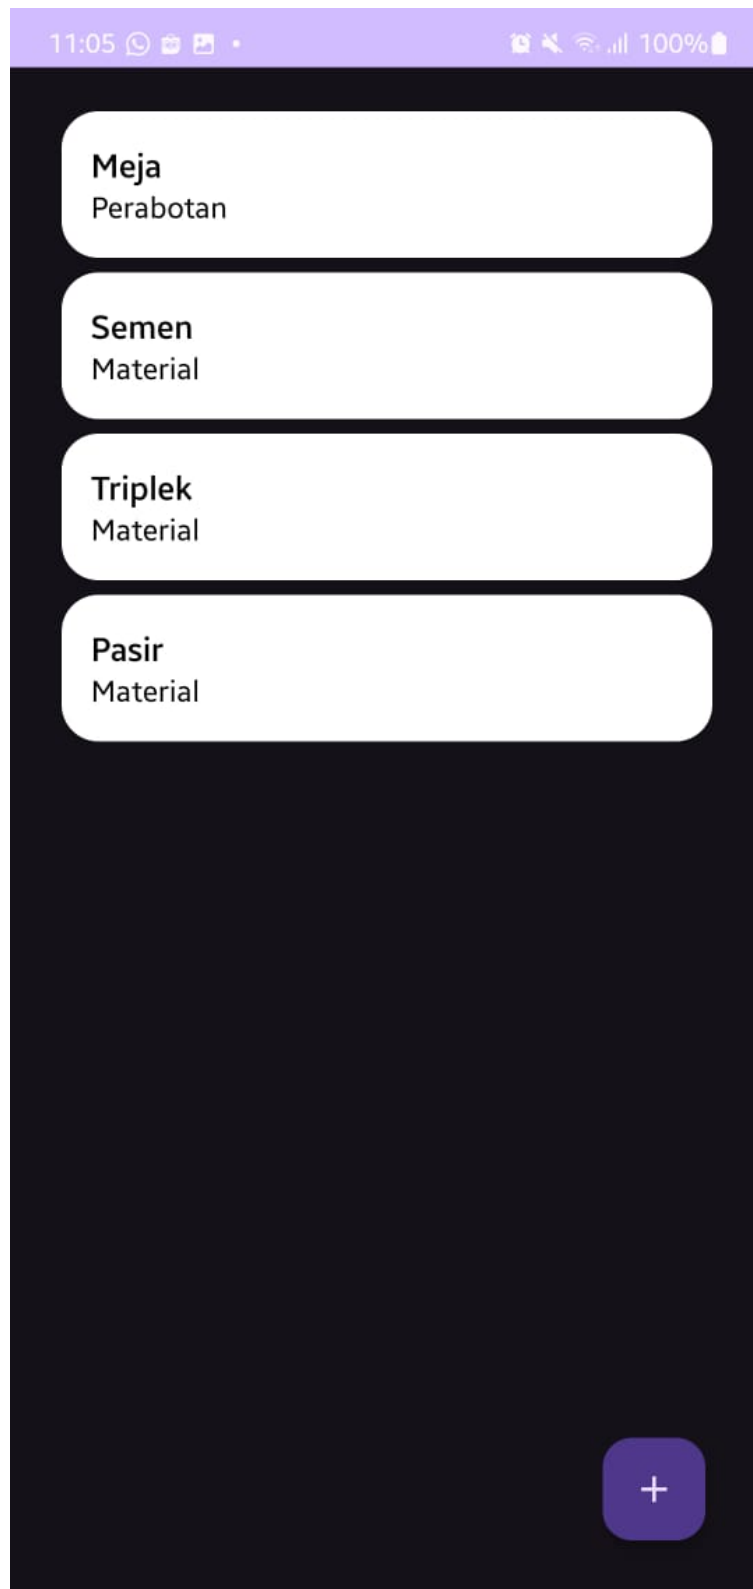 11:05
100%
Meja
Perabotan
Semen
Material
Triplek
Material
Pasir
Material
+